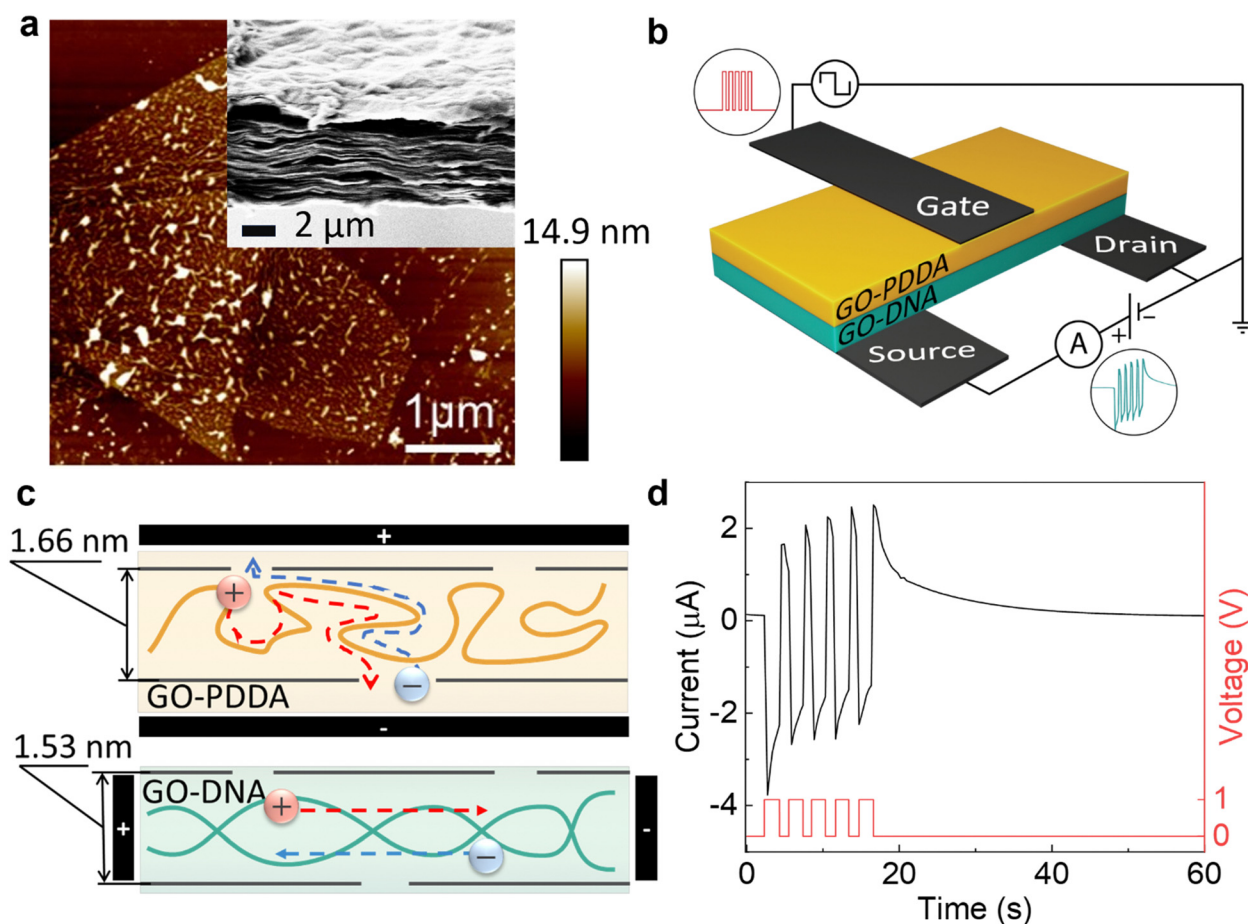 a
2 μm
14.9 nm
1μm
b
Gate
Drain
GO-PDDA
GO-DNA
Source
A
+ −
c
1.66 nm
+
+
−
GO-PDDA
-
1.53 nm
GO-DNA
+
+
−
-
d
2
0
-2
-4
Current (μA)
1
0
Voltage (V)
0 20 40 60
Time (s)